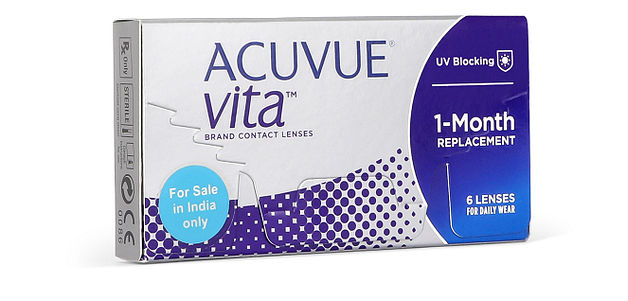 Rx only
STERILE
0086
ACUVUE®
vita™
BRAND CONTACT LENSES
For Sale
in India
only
UV Blocking
1-Month
REPLACEMENT
6 LENSES
FOR DAILY WEAR